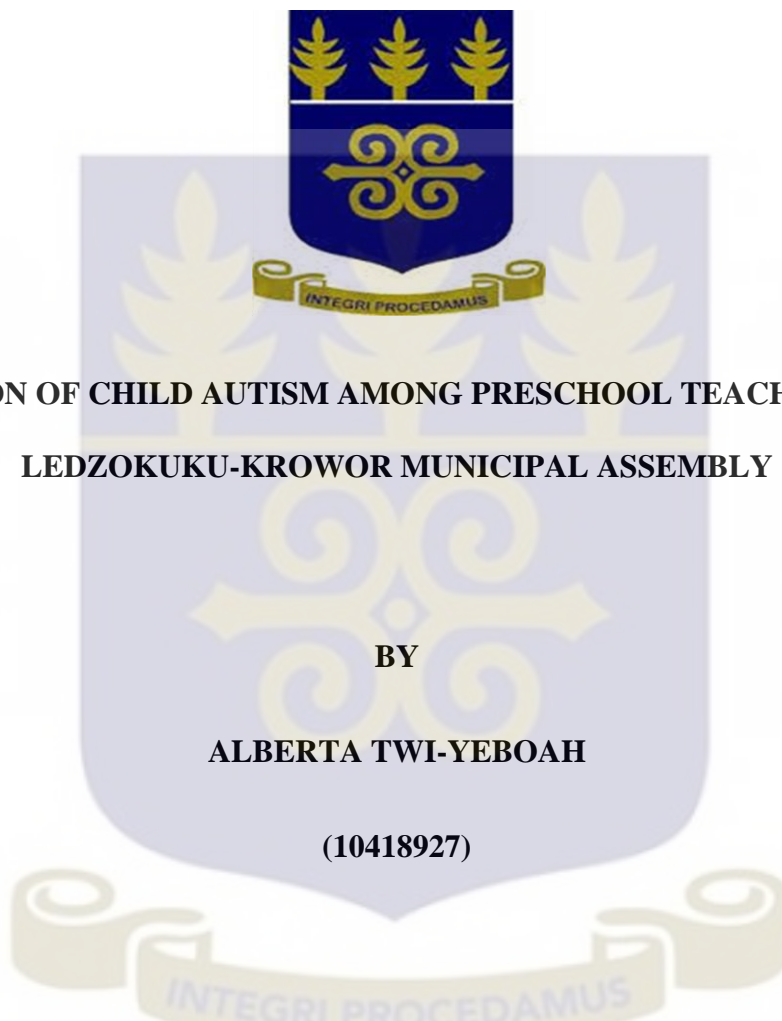 INTEGRI PROCEDAMUS
ON OF CHILD AUTISM AMONG PRESCHOOL TEACH
LEDZOKUKU-KROWOR MUNICIPAL ASSEMBLY
BY
ALBERTA TWI-YEBOAH
(10418927)
INTEGRI PROCEDAMUS